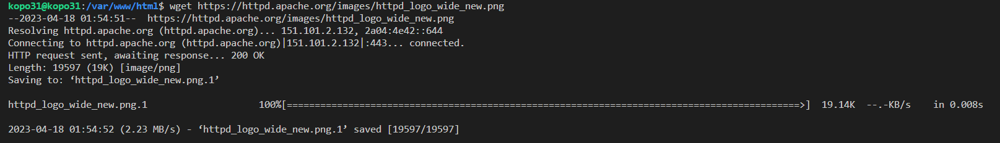 kopo31@kopo31:/var/www/html$ wget https://httpd.apache.org/images/httpd_logo_wide_new.png
--2023-04-18 01:54:51--  https://httpd.apache.org/images/httpd_logo_wide_new.png
Resolving httpd.apache.org (httpd.apache.org)... 151.101.2.132, 2a04:4e42::644
Connecting to httpd.apache.org (httpd.apache.org)|151.101.2.132|:443... connected.
HTTP request sent, awaiting response... 200 OK
Length: 19597 (19K) [image/png]
Saving to: ‘httpd_logo_wide_new.png.1’
httpd_logo_wide_new.png.1                    100%[============================================================================================>]  19.14K  --.-KB/s    in 0.008s
2023-04-18 01:54:52 (2.23 MB/s) - ‘httpd_logo_wide_new.png.1’ saved [19597/19597]